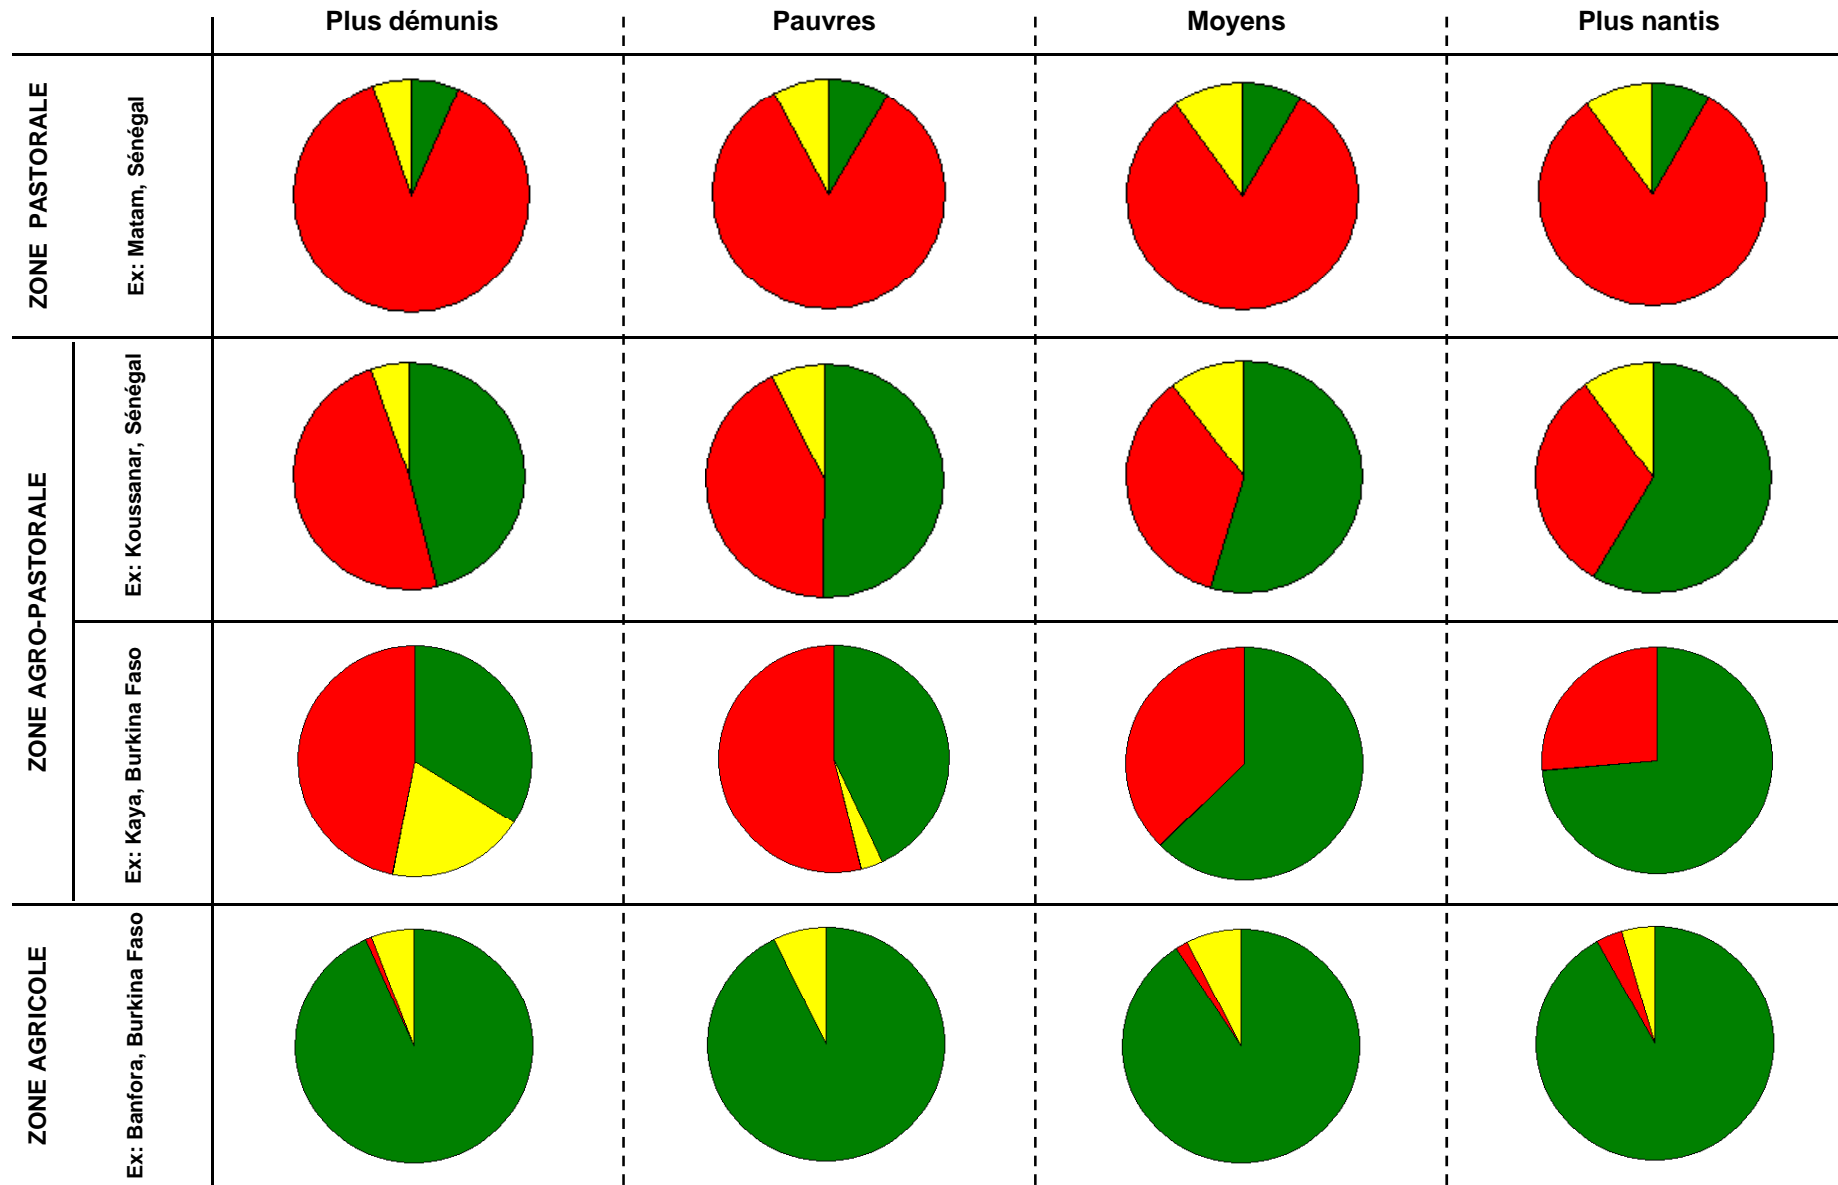 Plus démunis
Pauvres
Moyens
Plus nantis
ZONE PASTORALE
Ex: Matam, Sénégal
ZONE AGRO-PASTORALE
Ex: Koussanar, Sénégal
Ex: Kaya, Burkina Faso
ZONE AGRICOLE
Ex: Banfora, Burkina Faso